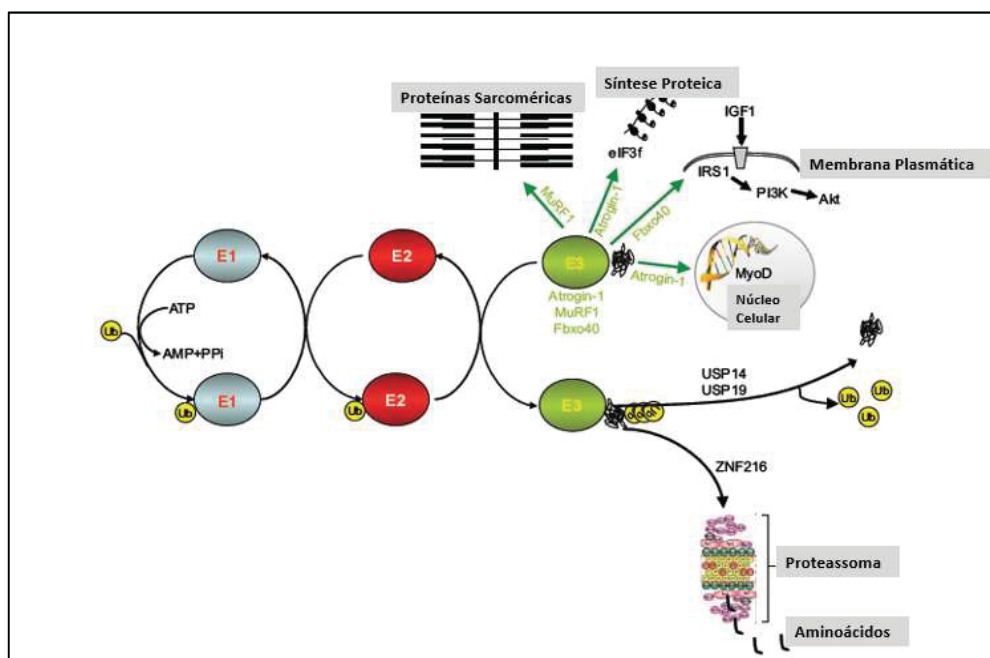 Síntese Proteica
Proteínas Sarcoméricas
IGF1
eIF3f
Membrana Plasmática
IRS1
PI3K
Akt
MuRF1
Atrogin-1
Fbxo40
E1
E2
E3
Atrogin-1
MyoD
Núcleo
Celular
Atrogin-1
MuRF1
Fbxo40
ATP
Ub
AMP+PPi
USP14
USP19
Ub
E1
Ub
E2
E3
Ub
Ub
Ub
ZNF216
Proteassoma
Aminoácidos